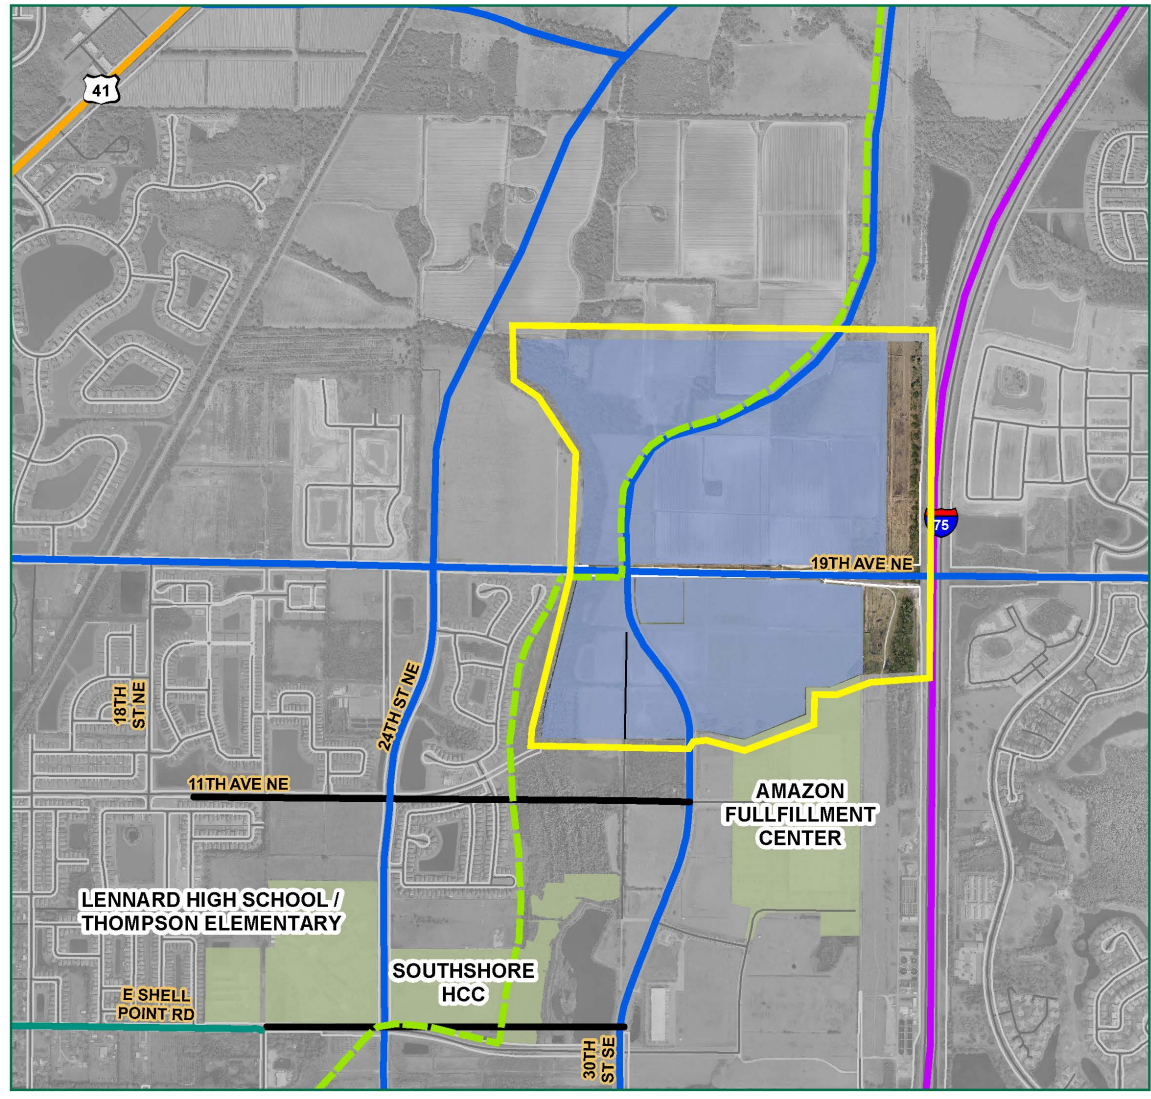 41
75
19TH AVE NE
24TH ST NE
18TH
ST NE
11TH AVE NE
AMAZON
FULLFILLMENT
CENTER
LENNARD HIGH SCHOOL /
THOMPSON ELEMENTARY
SOUTHSHORE
HCC
E SHELL
POINT RD
30TH
ST SE